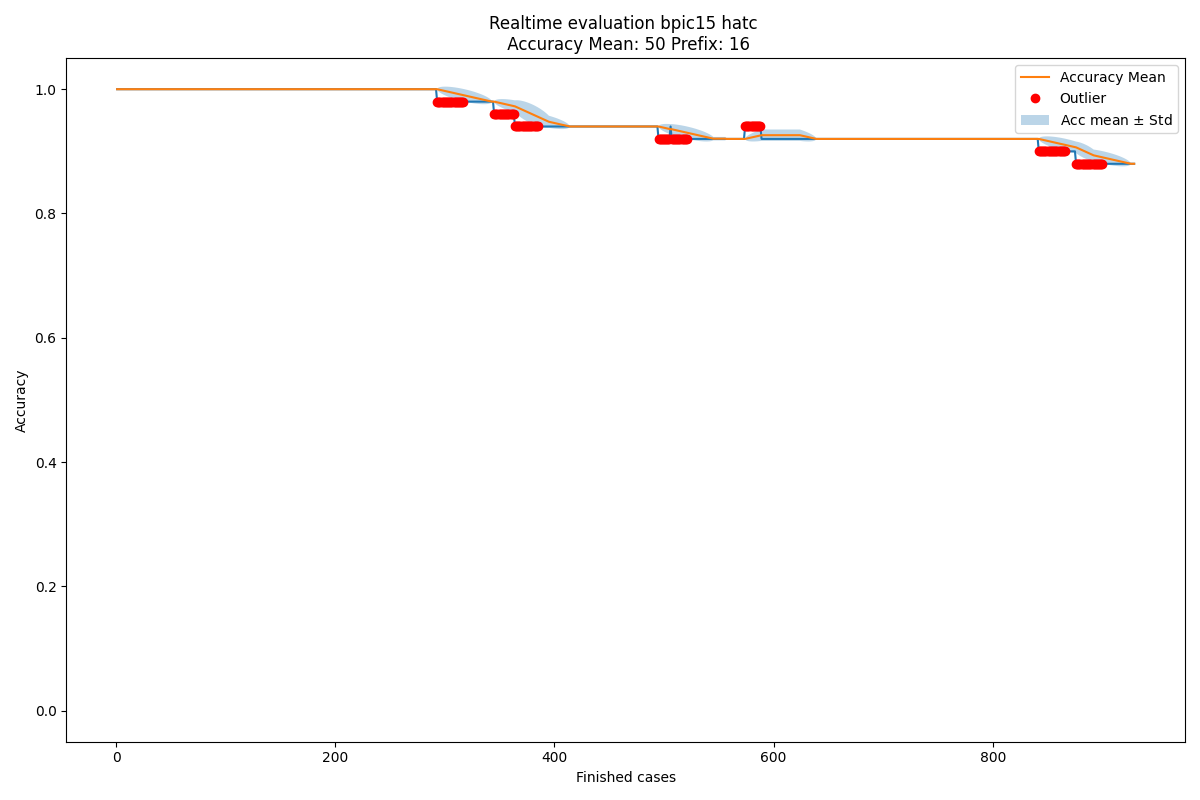 Realtime evaluation bpic15 hatc
Accuracy Mean: 50 Prefix: 16
Accuracy Mean
Outlier
Acc mean ± Std
1.0
0.8
0.6
0.4
0.2
0.0
Accuracy
0
200
400
600
800
Finished cases